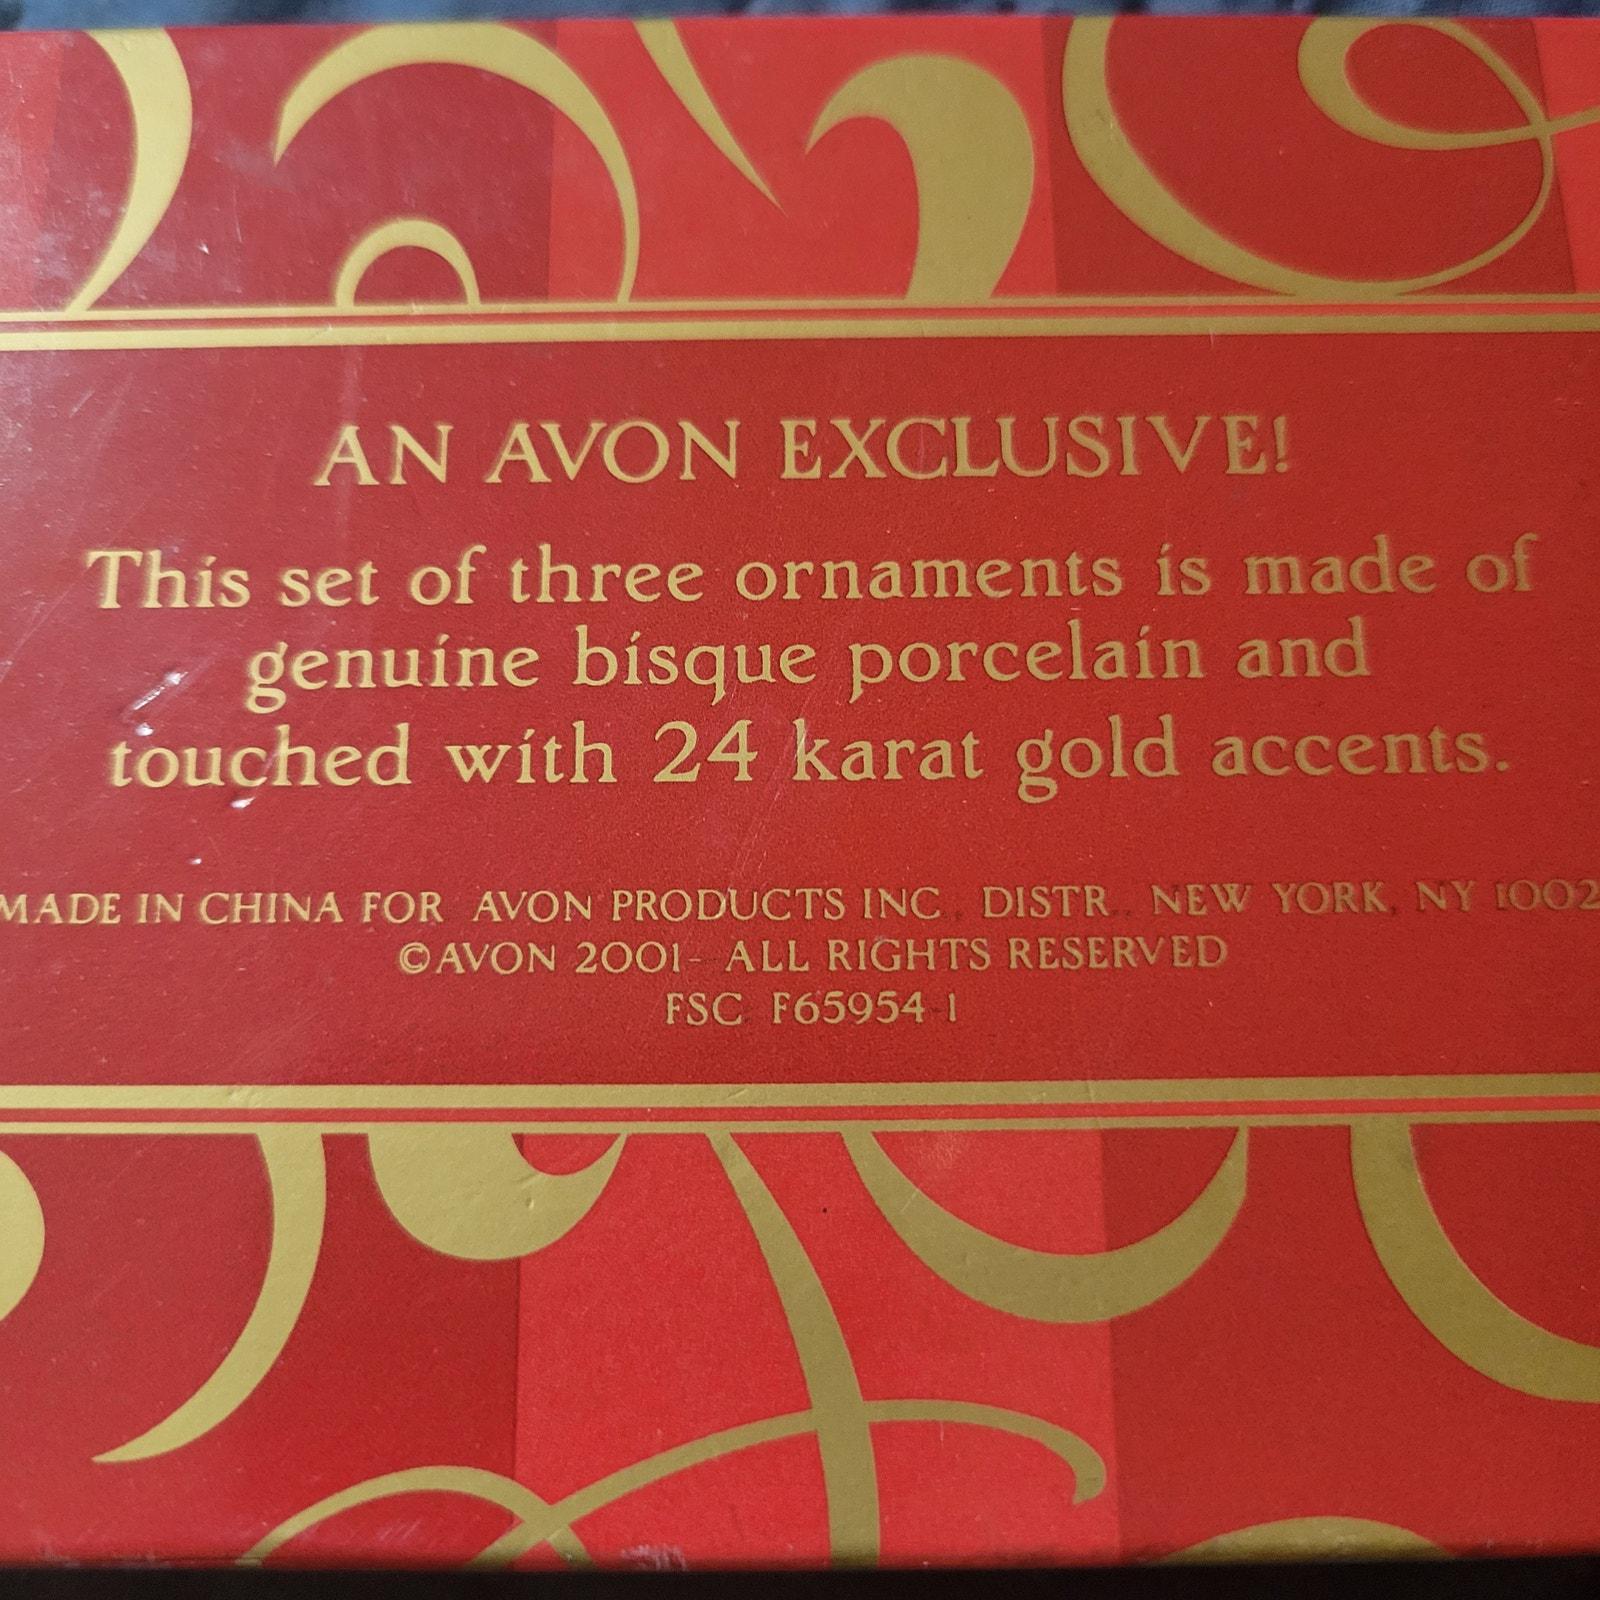 AN AVON EXCLUSIVE!
This set of three ornaments is made of
genuine bisque porcelain and
touched with 24 karat gold accents.
MADE IN CHINA FOR AVON PRODUCTS INC., DISTR., NEW YORK, NY 1002
©AVON 2001- ALL RIGHTS RESERVED
FSC F65954-1